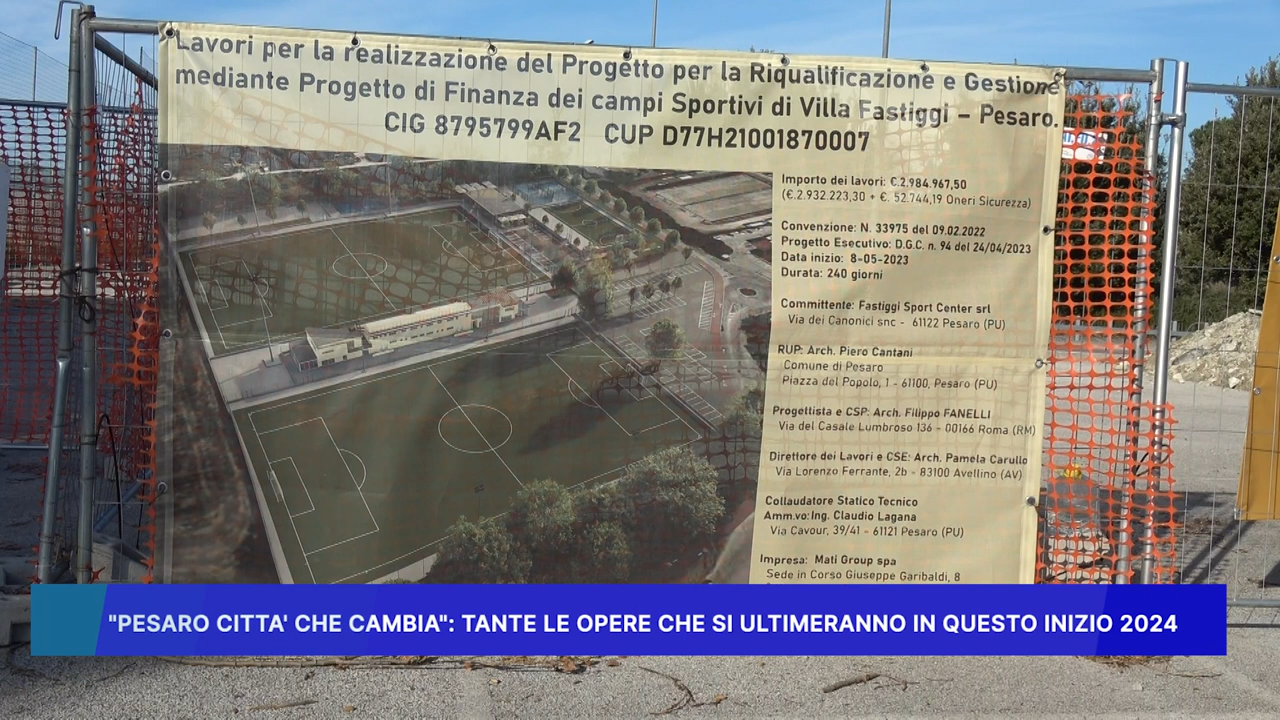 Lavori per la realizzazione del Progetto per la Riqualificazione e Gestione
mediante Progetto di Finanza dei campi Sportivi di Villa Fastiggi – Pesaro.
CIG 8795799AF2 CUP D77H21001870007
Importo dei lavori: €.2.984.967,50
(€.2.932.223,30 + €. 52.744,19 Oneri Sicurezza)
Convenzione: N. 33975 del 09.02.2022
Progetto Esecutivo: D.G.C. n. 94 del 24/04/2023
Data inizio: 8-05-2023
Durata: 240 giorni
Committente: Fastiggi Sport Center srl
Via dei Canonici snc - 61122 Pesaro (PU)
RUP: Arch. Piero Cantani
Comune di Pesaro
Piazza del Popolo, 1 - 61100, Pesaro (PU)
Progettista e CSP: Arch. Filippo FANELLI
Via del Casale Lumbroso 136 - 00166 Roma (RM)
Direttore dei Lavori e CSE: Arch. Pamela Carullo
Via Lorenzo Ferrante, 2b - 83100 Avellino (AV)
Collaudatore Statico Tecnico
Amm.vo: Ing. Claudio Lagana
Via Cavour, 39/41 - 61121 Pesaro (PU)
Impresa: Mati Group spa
Sede in Corso Giuseppe Garibaldi, 8
"PESARO CITTA' CHE CAMBIA": TANTE LE OPERE CHE SI ULTIMERANNO IN QUESTO INIZIO 2024